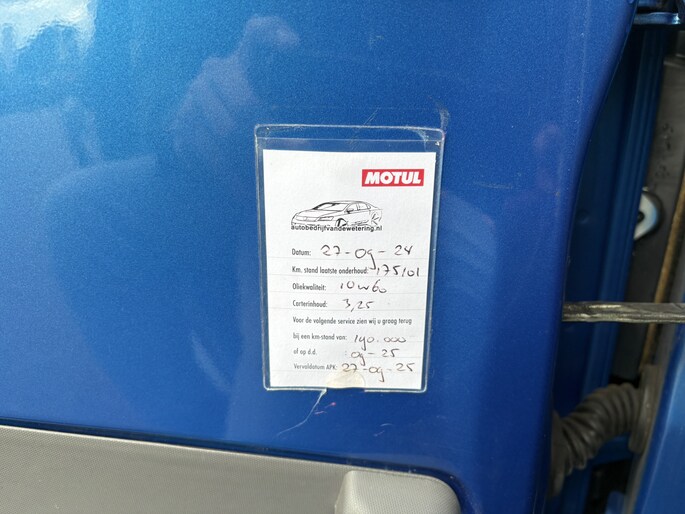 MOTUL
autobedrijfvandewetering.nl
Datum: 27-09-24
Km. stand laatste onderhoud: 175101
Oliekwaliteit: 10w60
Carterinhoud: 3,25
Voor de volgende service zien wij u graag terug
bij een km-stand van: 190.000
of op d.d. 09-25
Vervaldatum APK: 27-09-25